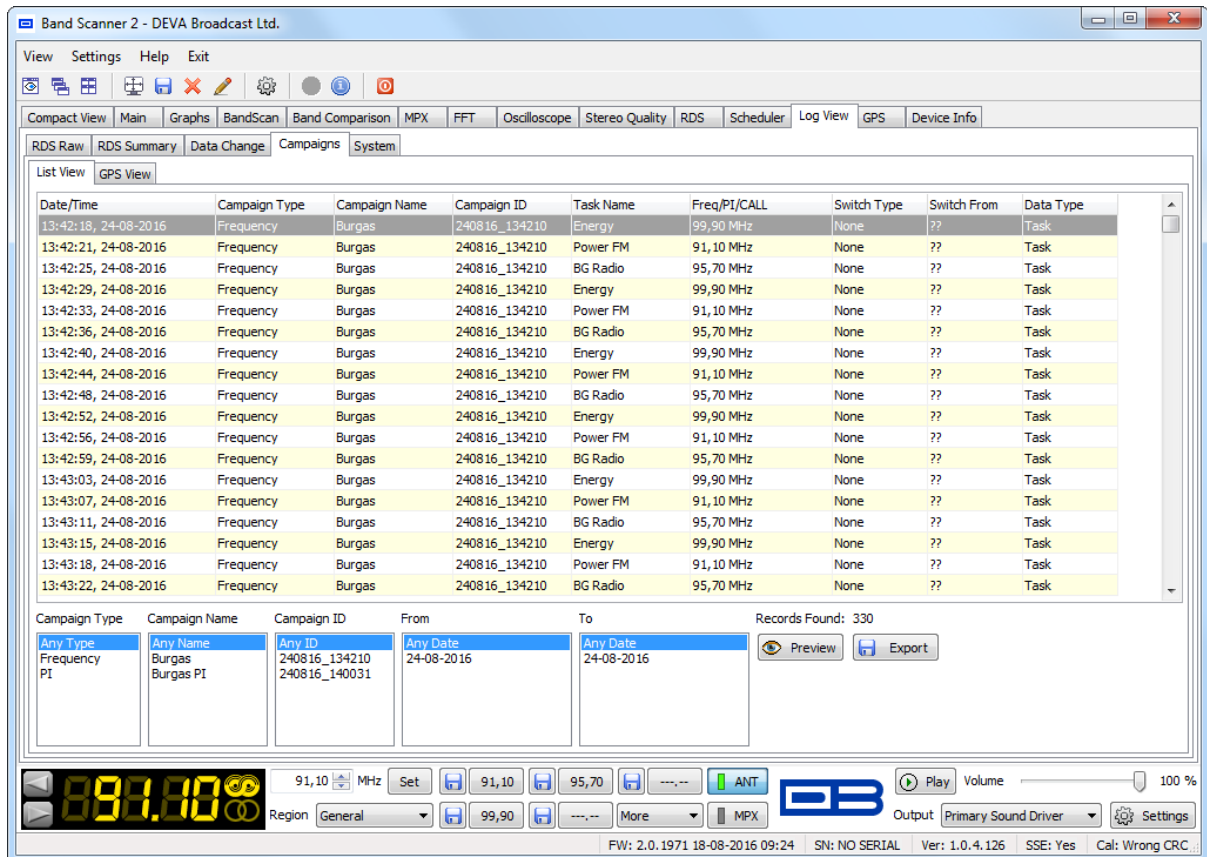 Band Scanner 2 - DEVA Broadcast Ltd.
View Settings Help Exit
Compact View Main Graphs BandScan Band Comparison MPX FFT Oscilloscope Stereo Quality RDS Scheduler Log View GPS Device Info
RDS Raw RDS Summary Data Change Campaigns System
List View GPS View
Date/Time Campaign Type Campaign Name Campaign ID Task Name Freq/PI/CALL Switch Type Switch From Data Type
13:42:18, 24-08-2016 Frequency Burgas 240816_134210 Energy 99,90 MHz None ?? Task
13:42:21, 24-08-2016 Frequency Burgas 240816_134210 Power FM 91,10 MHz None ?? Task
13:42:25, 24-08-2016 Frequency Burgas 240816_134210 BG Radio 95,70 MHz None ?? Task
13:42:29, 24-08-2016 Frequency Burgas 240816_134210 Energy 99,90 MHz None ?? Task
13:42:33, 24-08-2016 Frequency Burgas 240816_134210 Power FM 91,10 MHz None ?? Task
13:42:36, 24-08-2016 Frequency Burgas 240816_134210 BG Radio 95,70 MHz None ?? Task
13:42:40, 24-08-2016 Frequency Burgas 240816_134210 Energy 99,90 MHz None ?? Task
13:42:44, 24-08-2016 Frequency Burgas 240816_134210 Power FM 91,10 MHz None ?? Task
13:42:48, 24-08-2016 Frequency Burgas 240816_134210 BG Radio 95,70 MHz None ?? Task
13:42:52, 24-08-2016 Frequency Burgas 240816_134210 Energy 99,90 MHz None ?? Task
13:42:56, 24-08-2016 Frequency Burgas 240816_134210 Power FM 91,10 MHz None ?? Task
13:42:59, 24-08-2016 Frequency Burgas 240816_134210 BG Radio 95,70 MHz None ?? Task
13:43:03, 24-08-2016 Frequency Burgas 240816_134210 Energy 99,90 MHz None ?? Task
13:43:07, 24-08-2016 Frequency Burgas 240816_134210 Power FM 91,10 MHz None ?? Task
13:43:11, 24-08-2016 Frequency Burgas 240816_134210 BG Radio 95,70 MHz None ?? Task
13:43:15, 24-08-2016 Frequency Burgas 240816_134210 Energy 99,90 MHz None ?? Task
13:43:18, 24-08-2016 Frequency Burgas 240816_134210 Power FM 91,10 MHz None ?? Task
13:43:22, 24-08-2016 Frequency Burgas 240816_134210 BG Radio 95,70 MHz None ?? Task
Campaign Type Campaign Name Campaign ID From To Records Found: 330
Any Type Any Name Any ID Any Date Any Date Preview Export
Frequency Burgas 240816_134210 24-08-2016 24-08-2016
PI Burgas PI 240816_140031
91.10 91,10 MHz Set 91,10 95,70 ---,-- ANT Play Volume 100 %
Region General 99,90 ---,-- More MPX Output Primary Sound Driver Settings
FW: 2.0.1971 18-08-2016 09:24 SN: NO SERIAL Ver: 1.0.4.126 SSE: Yes Cal: Wrong CRC